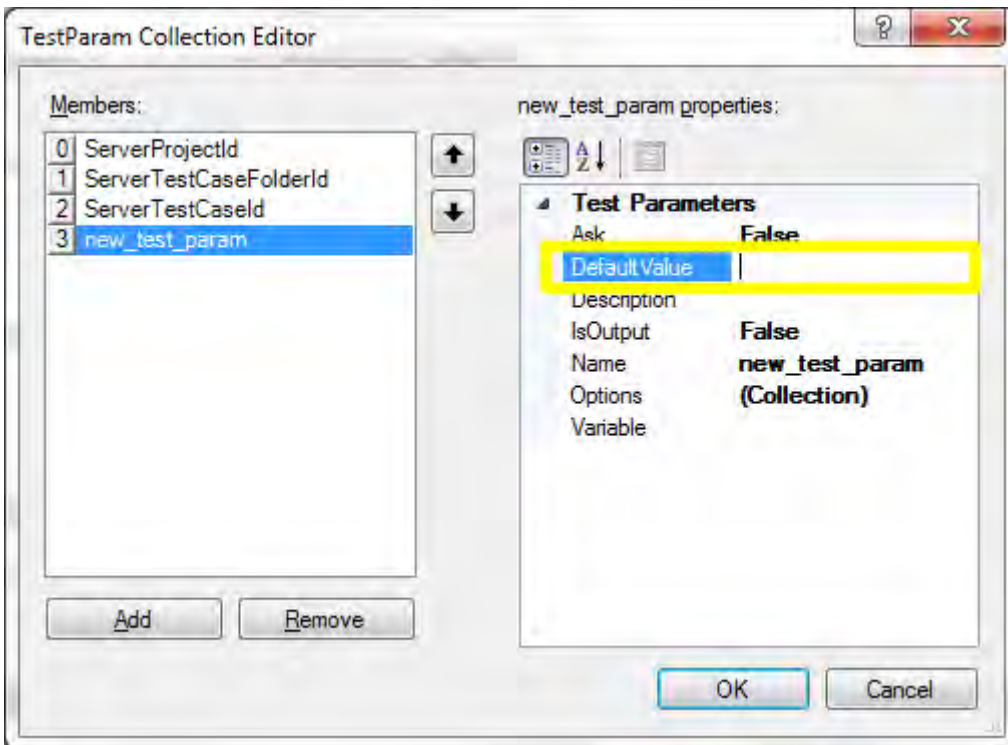 TestParam Collection Editor
?
Members:
0 ServerProjectId
1 ServerTestCaseFolderId
2 ServerTestCaseId
3 new_test_param
Add
Remove
new_test_param properties:
A
Z
Test Parameters
Ask False
DefaultValue
Description
IsOutput False
Name new_test_param
Options (Collection)
Variable
OK
Cancel